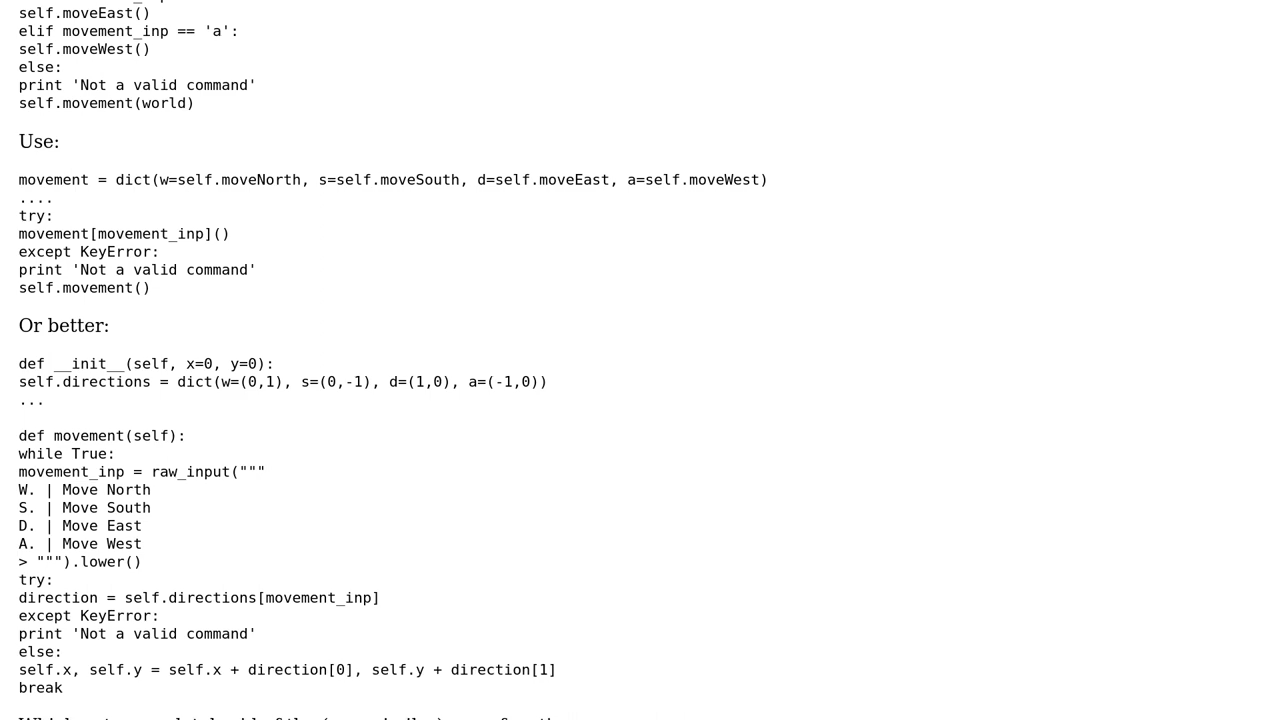 self.moveEast()
elif movement_inp == 'a':
self.moveWest()
else:
print 'Not a valid command'
self.movement(world)
Use:
movement = dict(w=self.moveNorth, s=self.moveSouth, d=self.moveEast, a=self.moveWest)
....
try:
movement[movement_inp]()
except KeyError:
print 'Not a valid command'
self.movement()
Or better:
def __init__(self, x=0, y=0):
self.directions = dict(w=(0,1), s=(0,-1), d=(1,0), a=(-1,0))
...
def movement(self):
while True:
movement_inp = raw_input("""
W. | Move North
S. | Move South
D. | Move East
A. | Move West
> """).lower()
try:
direction = self.directions[movement_inp]
except KeyError:
print 'Not a valid command'
else:
self.x, self.y = self.x + direction[0], self.y + direction[1]
break